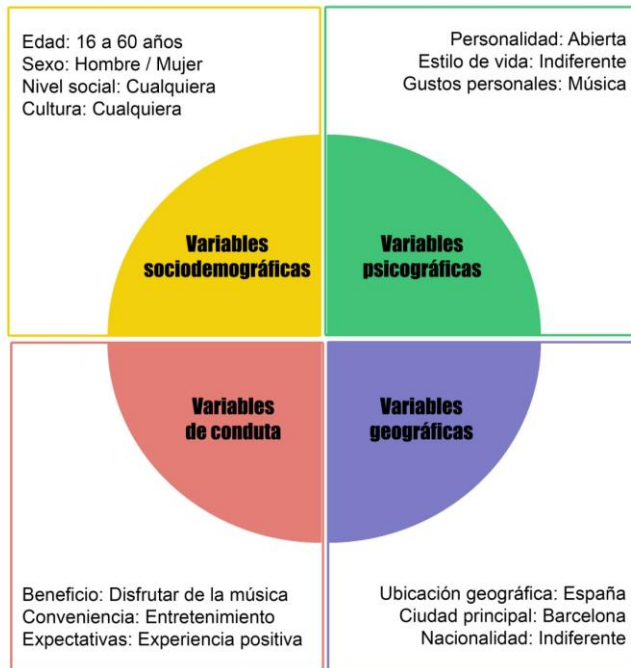 Edad: 16 a 60 años
Sexo: Hombre / Mujer
Nivel social: Cualquiera
Cultura: Cualquiera
Personalidad: Abierta
Estilo de vida: Indiferente
Gustos personales: Música
Variables
sociodemográficas
Variables
psicográficas
Variables
de conduta
Variables
geográficas
Beneficio: Disfrutar de la música
Conveniencia: Entretenimiento
Expectativas: Experiencia positiva
Ubicación geográfica: España
Ciudad principal: Barcelona
Nacionalidad: Indiferente